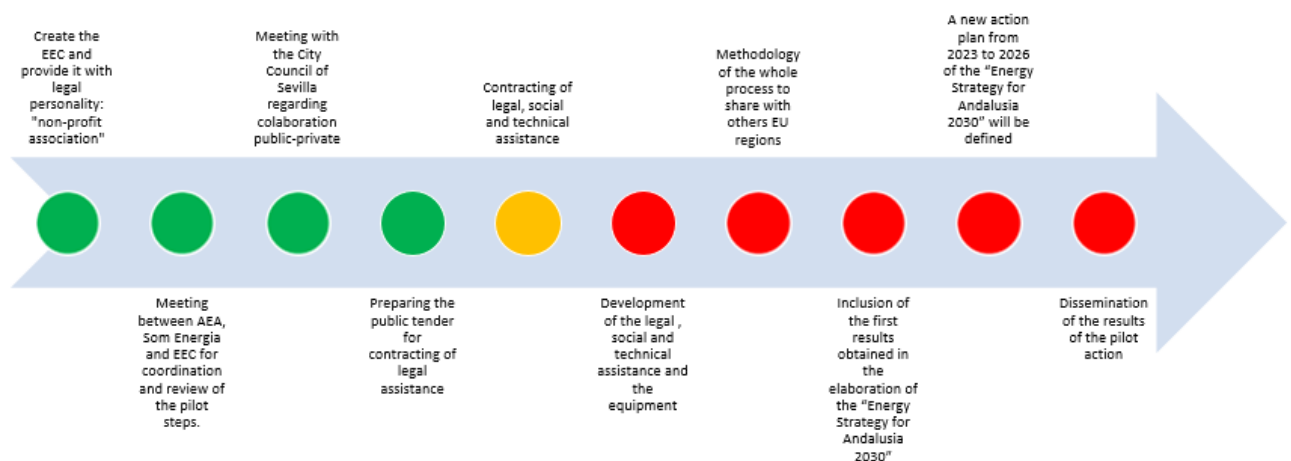 Create the
EEC and
provide it with
legal
personality:
"non-profit
association"
Meeting
between AEA,
Som Energia
and EEC for
coordination
and review of
the pilot
steps.
Meeting with
the City
Council of
Sevilla
regarding
colaboration
public-private
Preparing the
public tender
for
contracting of
legal
assistance
Contracting of
legal, social
and technical
assistance
Development
of the legal ,
social and
technical
assistance and
the
equipment
Methodology
of the whole
process to
share with
others EU
regions
Inclusion of
the first
results
obtained in
the
elaboration of
the “Energy
Strategy for
Andalusia
2030”
A new action
plan from
2023 to 2026
of the “Energy
Strategy for
Andalusia
2030” will be
defined
Dissemination
of the results
of the pilot
action